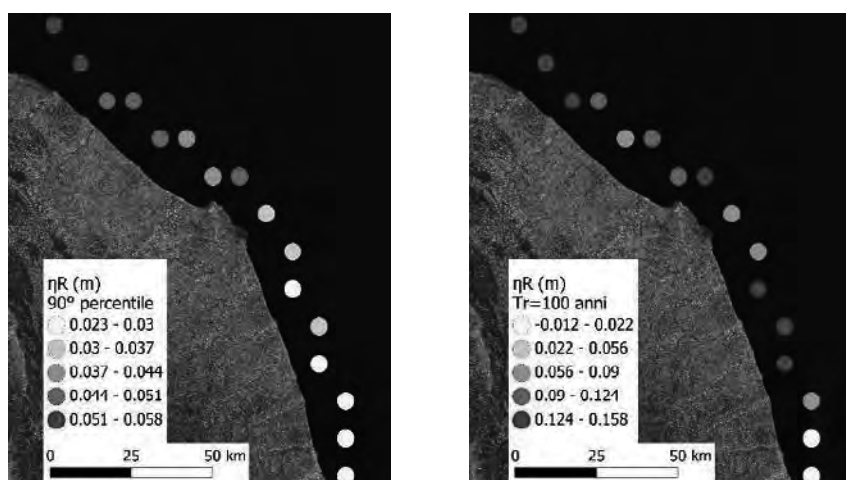 ηR (m)
90° percentile
0.023 - 0.03
0.03 - 0.037
0.037 - 0.044
0.044 - 0.051
0.051 - 0.058
0 25 50 km
ηR (m)
Tr=100 anni
-0.012 - 0.022
0.022 - 0.056
0.056 - 0.09
0.09 - 0.124
0.124 - 0.158
0 25 50 km